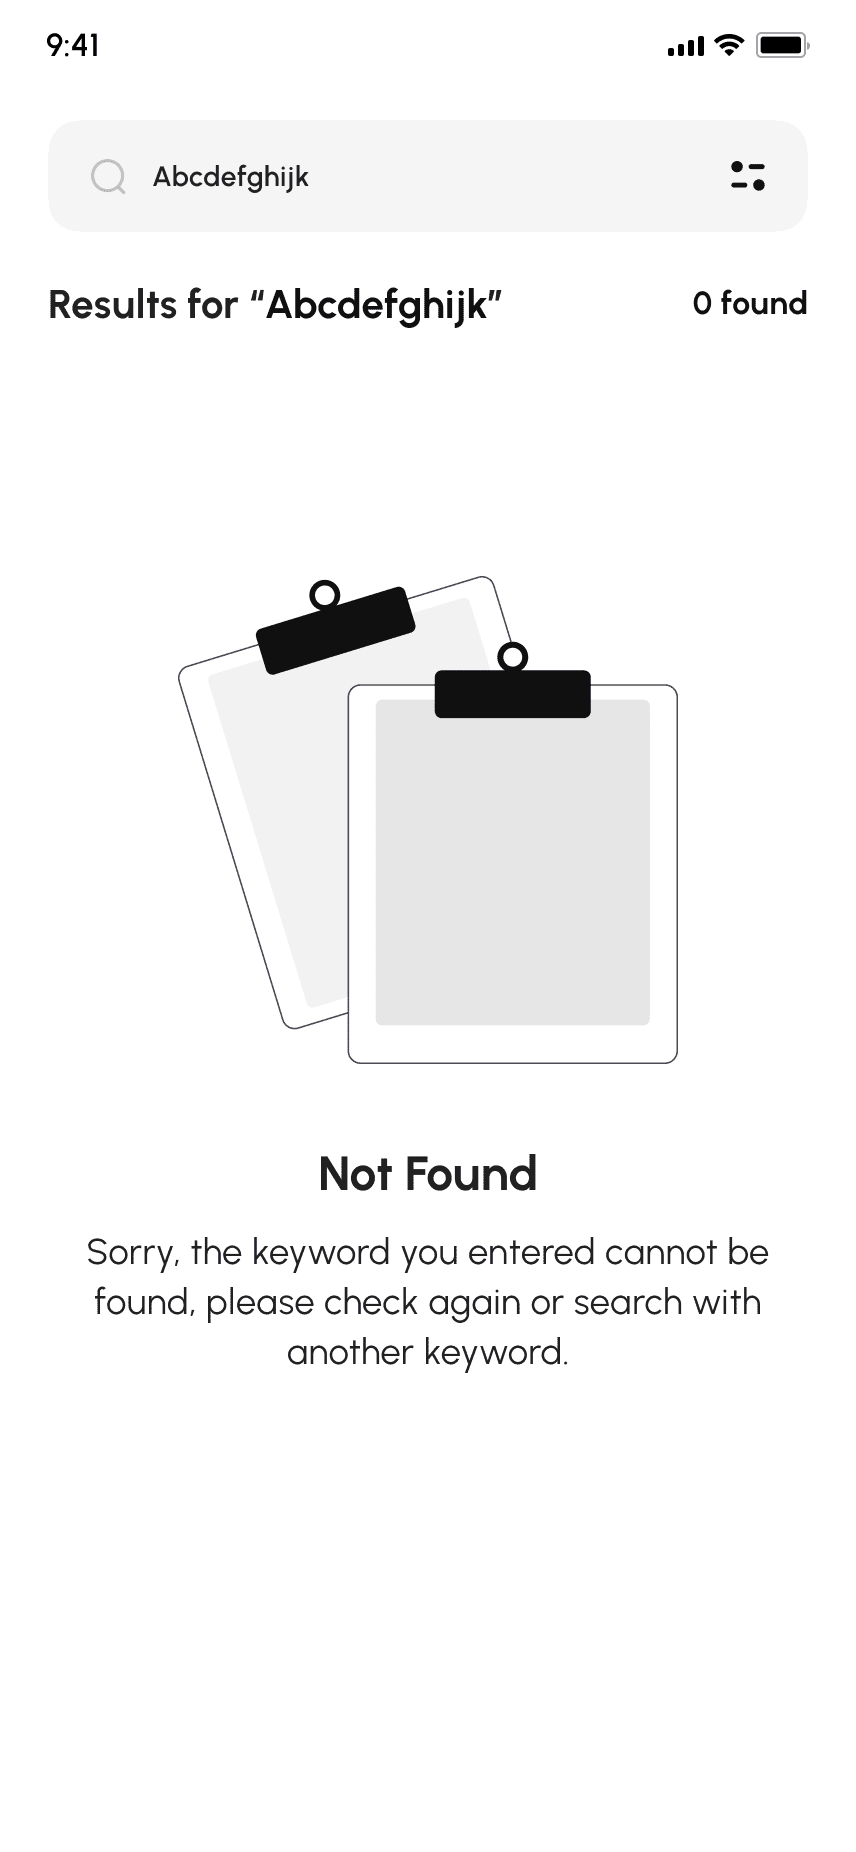 9:41
Abcdefghijk
Results for “Abcdefghijk”
0 found
Not Found
Sorry, the keyword you entered cannot be
found, please check again or search with
another keyword.